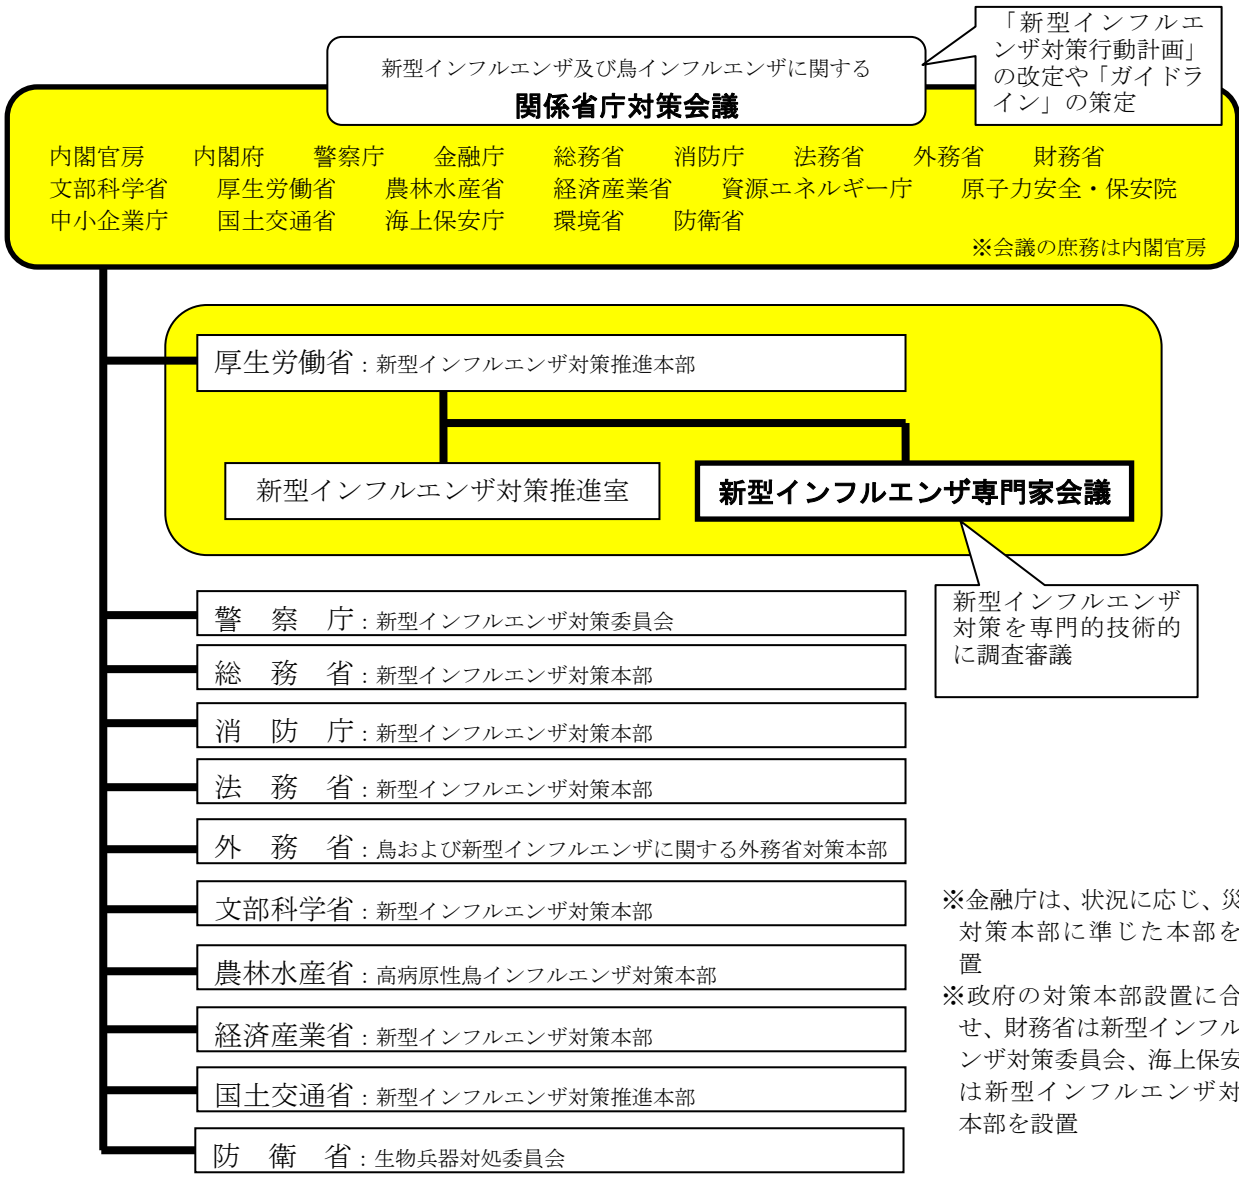 「新型インフルエ
ンザ対策行動計画」
の改定や「ガイドラ
イン」の策定
新型インフルエンザ及び鳥インフルエンザに関する
関係省庁対策会議
内閣官房 内閣府 警察庁 金融庁 総務省 消防庁 法務省 外務省 財務省
文部科学省 厚生労働省 農林水産省 経済産業省 資源エネルギー庁 原子力安全・保安院
中小企業庁 国土交通省 海上保安庁 環境省 防衛省
※会議の庶務は内閣官房
厚生労働省：新型インフルエンザ対策推進本部
新型インフルエンザ対策推進室
新型インフルエンザ専門家会議
新型インフルエンザ
対策を専門的技術的
に調査審議
警 察 庁：新型インフルエンザ対策委員会
総 務 省：新型インフルエンザ対策本部
消 防 庁：新型インフルエンザ対策本部
法 務 省：新型インフルエンザ対策本部
外 務 省：鳥および新型インフルエンザに関する外務省対策本部
文部科学省：新型インフルエンザ対策本部
農林水産省：高病原性鳥インフルエンザ対策本部
経済産業省：新型インフルエンザ対策本部
国土交通省：新型インフルエンザ対策推進本部
防 衛 省：生物兵器対処委員会
※金融庁は、状況に応じ、災
対策本部に準じた本部を
置
※政府の対策本部設置に合
せ、財務省は新型インフル
ンザ対策委員会、海上保安
は新型インフルエンザ対
本部を設置